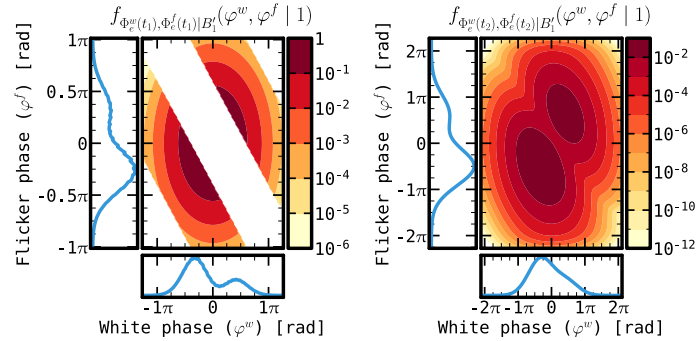 f_{Φ_e^w(t_1),Φ_e^f(t_1)|B_1'}(φ^w, φ^f | 1)
Flicker phase (φ^f) [rad]
1π
0.5π
0
-0.5π
-1π
1
10^{-1}
10^{-2}
10^{-3}
10^{-4}
10^{-5}
10^{-6}
-1π 0 1π
White phase (φ^w) [rad]
f_{Φ_e^w(t_2),Φ_e^f(t_2)|B_1'}(φ^w, φ^f | 1)
Flicker phase (φ^f) [rad]
2π
1π
0
-1π
-2π
10^{-2}
10^{-4}
10^{-6}
10^{-8}
10^{-10}
10^{-12}
-2π -1π 0 1π 2π
White phase (φ^w) [rad]